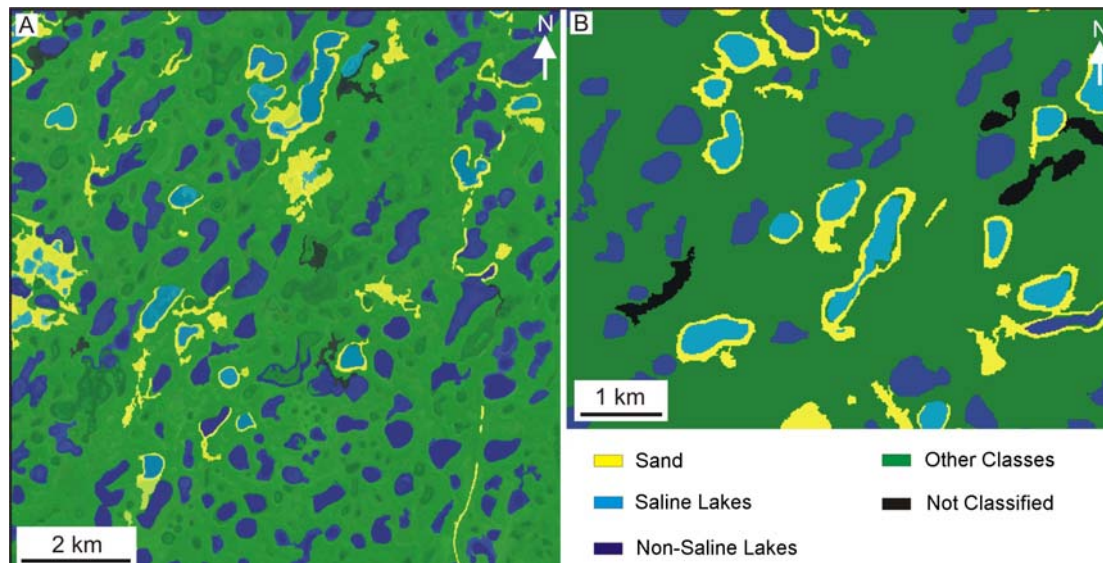 A
N
B
N
2 km
1 km
Sand
Other Classes
Saline Lakes
Not Classified
Non-Saline Lakes